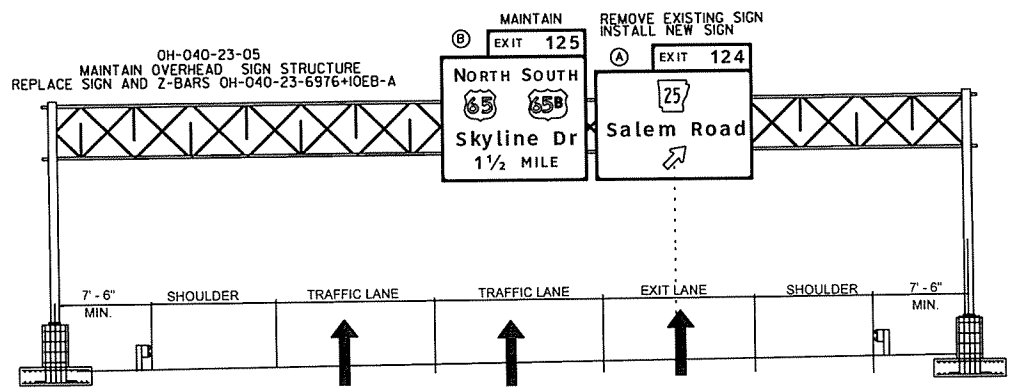 OH-040-23-05
MAINTAIN OVERHEAD SIGN STRUCTURE
REPLACE SIGN AND Z-BARS OH-040-23-6976+10EB-A
MAINTAIN
B
EXIT 125
NORTH SOUTH
65 65B
Skyline Dr
1 1/2 MILE
REMOVE EXISTING SIGN
INSTALL NEW SIGN
A
EXIT 124
25
Salem Road
7' - 6"
MIN.
SHOULDER
TRAFFIC LANE
TRAFFIC LANE
EXIT LANE
SHOULDER
7' - 6"
MIN.